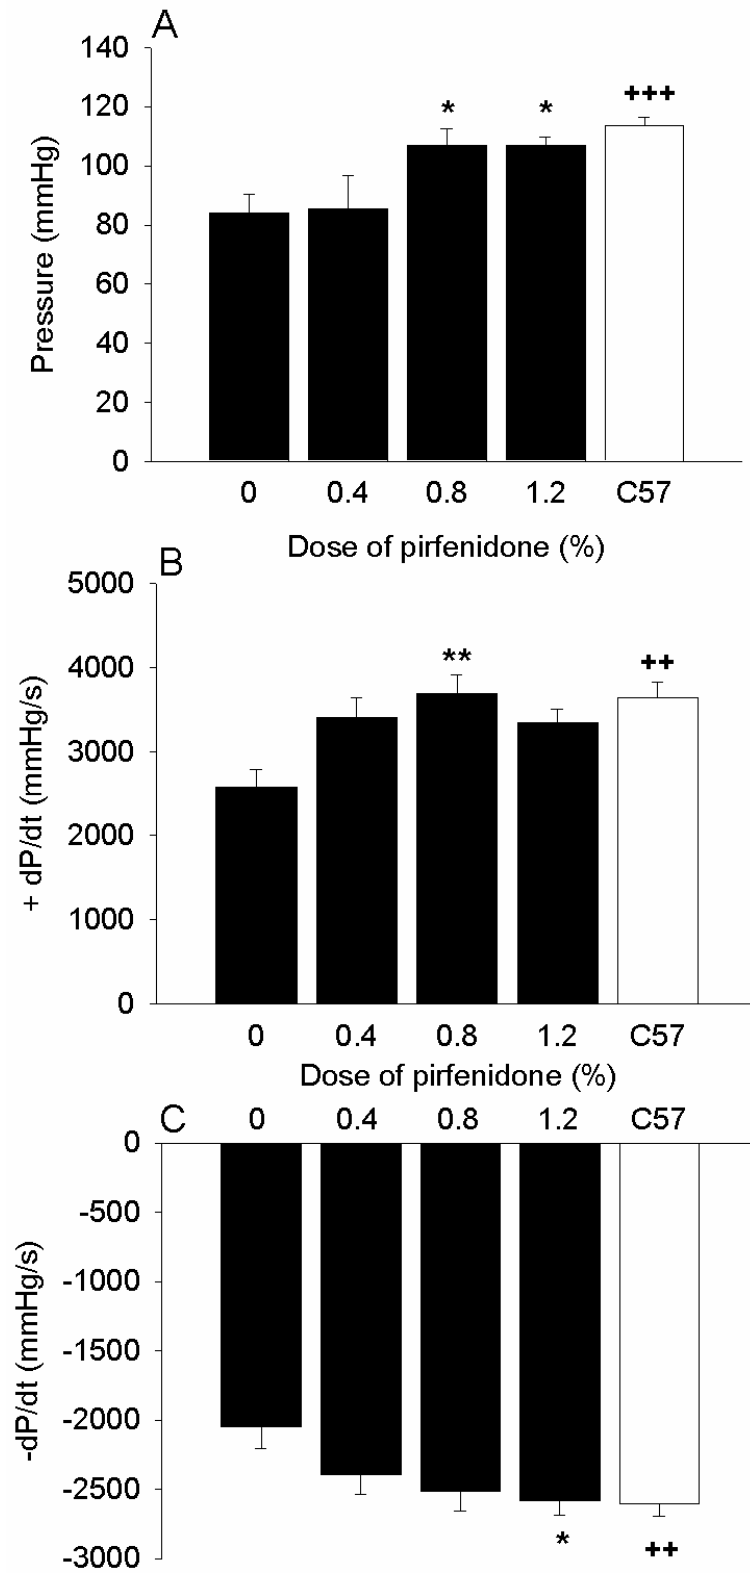 A
140
120
100
80
60
40
20
0
Pressure (mmHg)
* * +++
0 0.4 0.8 1.2 C57
Dose of pirfenidone (%)
B
5000
4000
3000
2000
1000
0
+ dP/dt (mmHg/s)
** ++
0 0.4 0.8 1.2 C57
Dose of pirfenidone (%)
C 0 0.4 0.8 1.2 C57
0
-500
-1000
-1500
-2000
-2500
-3000
-dP/dt (mmHg/s)
* ++